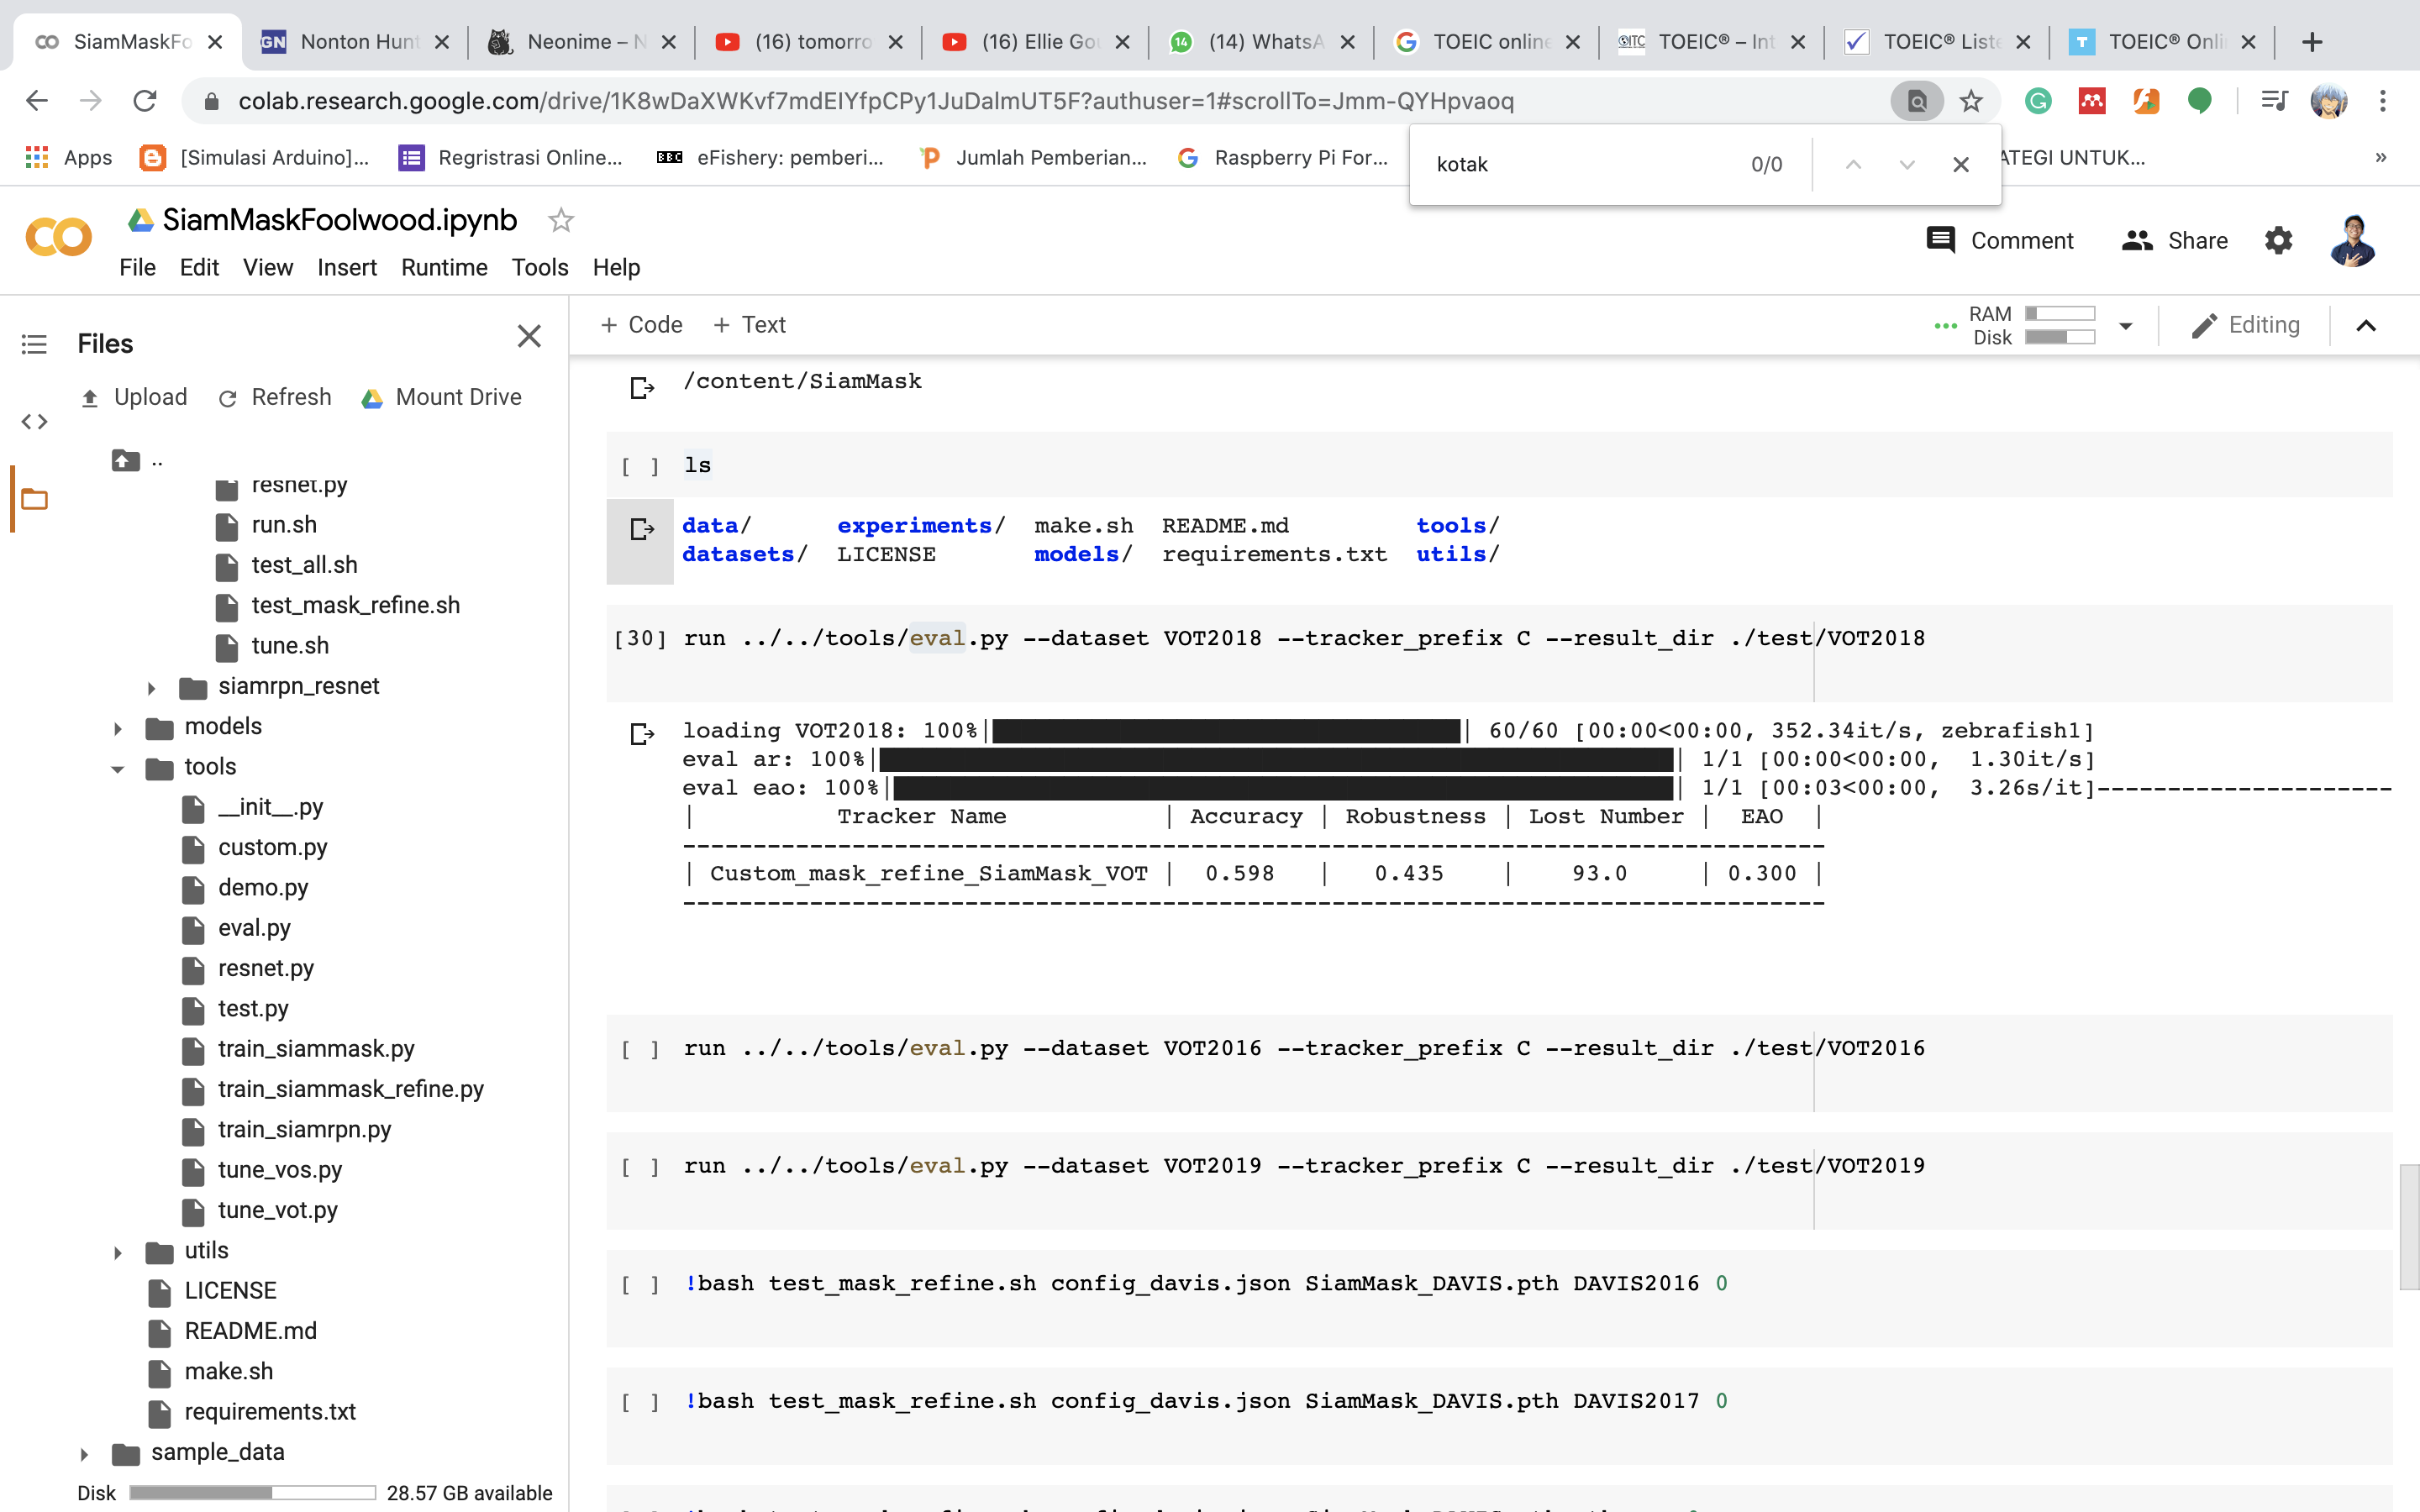 SiamMaskFo
Nonton Hunt
Neonime – N
(16) tomorro
(16) Ellie Go
14
(14) WhatsA
TOEIC online
TOEIC® – Int
TOEIC® Liste
TOEIC® Onli
colab.research.google.com/drive/1K8wDaXWKvf7mdEIYfpCPy1JuDalmUT5F?authuser=1#scrollTo=Jmm-QYHpvaoq
Apps
[Simulasi Arduino]...
Regristrasi Online...
eFishery: pemberi...
Jumlah Pemberian...
Raspberry Pi For...
ATEGI UNTUK...
»
kotak 0/0
SiamMaskFoolwood.ipynb
File Edit View Insert Runtime Tools Help
Comment
Share
Files
Upload Refresh Mount Drive
..
resnet.py
run.sh
test_all.sh
test_mask_refine.sh
tune.sh
siamrpn_resnet
models
tools
__init__.py
custom.py
demo.py
eval.py
resnet.py
test.py
train_siammask.py
train_siammask_refine.py
train_siamrpn.py
tune_vos.py
tune_vot.py
utils
LICENSE
README.md
make.sh
requirements.txt
sample_data
Disk 28.57 GB available
+ Code + Text
RAM
Disk
Editing
/content/SiamMask
[ ] ls
data/ experiments/ make.sh README.md tools/
datasets/ LICENSE models/ requirements.txt utils/
[30] run ../../tools/eval.py --dataset VOT2018 --tracker_prefix C --result_dir ./test/VOT2018
loading VOT2018: 100%|██████████| 60/60 [00:00<00:00, 352.34it/s, zebrafish1]
eval ar: 100%|██████████| 1/1 [00:00<00:00, 1.30it/s]
eval eao: 100%|██████████| 1/1 [00:03<00:00, 3.26s/it]---------------------
| Tracker Name | Accuracy | Robustness | Lost Number | EAO |
---------------------------------------------------------------------------------
| Custom_mask_refine_SiamMask_VOT | 0.598 | 0.435 | 93.0 | 0.300 |
---------------------------------------------------------------------------------
[ ] run ../../tools/eval.py --dataset VOT2016 --tracker_prefix C --result_dir ./test/VOT2016
[ ] run ../../tools/eval.py --dataset VOT2019 --tracker_prefix C --result_dir ./test/VOT2019
[ ] !bash test_mask_refine.sh config_davis.json SiamMask_DAVIS.pth DAVIS2016 0
[ ] !bash test_mask_refine.sh config_davis.json SiamMask_DAVIS.pth DAVIS2017 0